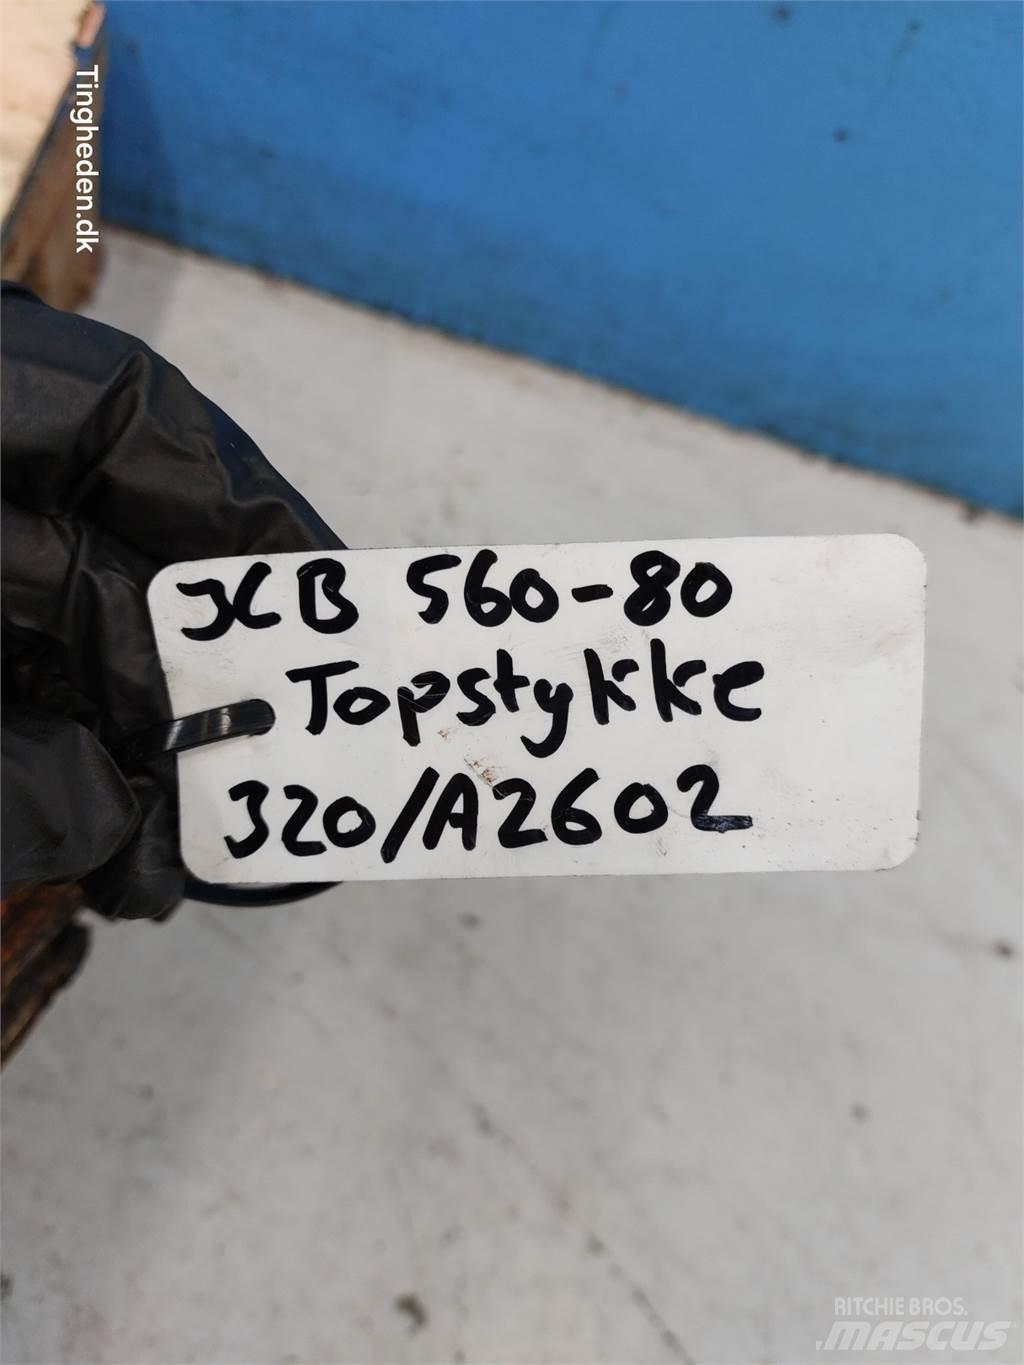 Tingheden.dk
JCB 560-80
Topstykke
320/A2602
RITCHIE BROS.
MASCUS